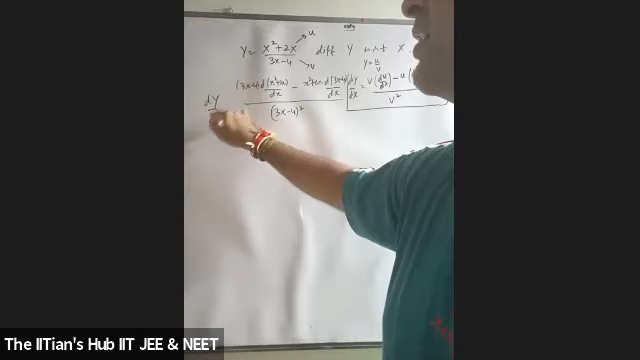 y = x² + 2x / 3x - 4 → u → v diff y w.r.t x.
y = u/v
dy (3x-4) d(x²+2x)/dx - x²+2x d(3x-4)/dx / (3x-4)²
dy/dx = v(du/dx) - u( / v²
The IITian's Hub IIT JEE & NEET